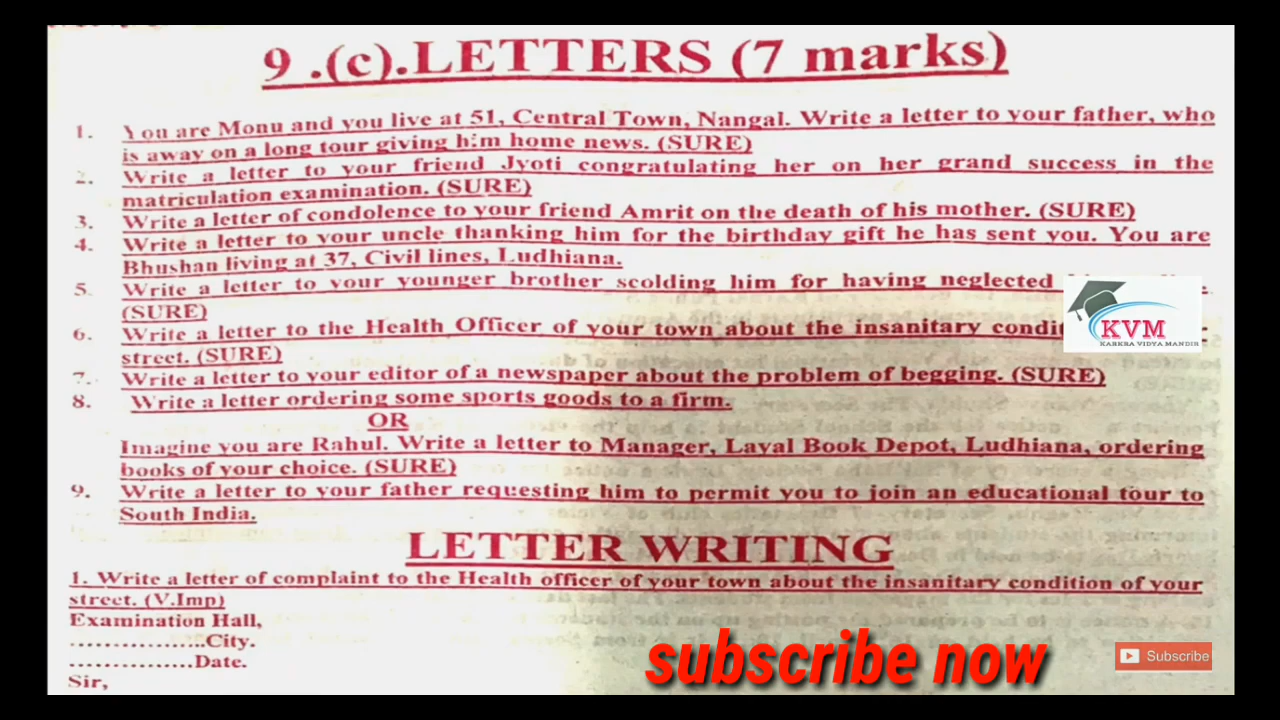 9 .(c).LETTERS (7 marks)
1. You are Monu and you live at 51, Central Town, Nangal. Write a letter to your father, who
is away on a long tour giving him home news. (SURE)
2. Write a letter to your friend Jyoti congratulating her on her grand success in the
matriculation examination. (SURE)
3. Write a letter of condolence to your friend Amrit on the death of his mother. (SURE)
4. Write a letter to your uncle thanking him for the birthday gift he has sent you. You are
Bhushan living at 37, Civil lines, Ludhiana.
5. Write a letter to your younger brother scolding him for having neglected
(SURE)
6. Write a letter to the Health Officer of your town about the insanitary
street. (SURE)
7. Write a letter to your editor of a newspaper about the problem of begging. (SURE)
8. Write a letter ordering some sports goods to a firm.
OR
Imagine you are Rahul. Write a letter to Manager, Layal Book Depot, Ludhiana, ordering
books of your choice. (SURE)
9. Write a letter to your father requesting him to permit you to join an educational tour to
South India.
KVM
KARKRA VIDYA MANDIR
LETTER WRITING
1. Write a letter of complaint to the Health officer of your town about the insanitary condition of your
street. (V.Imp)
Examination Hall,
................City.
...............Date.
Sir,
subscribe now
Subscribe